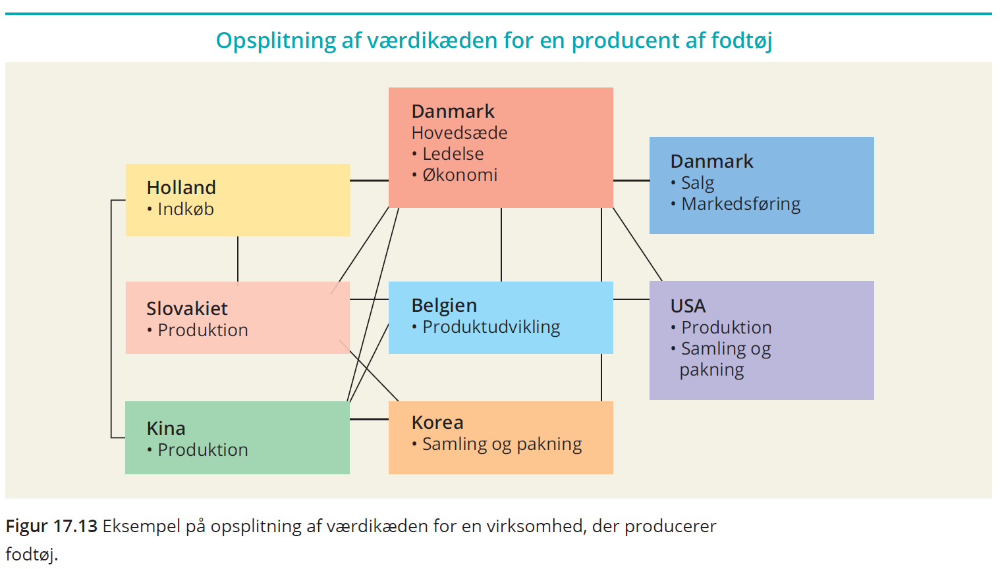 Opsplitning af værdikæden for en producent af fodtøj
Danmark
Hovedsæde
• Ledelse
• Økonomi
Danmark
• Salg
• Markedsføring
Holland
• Indkøb
Slovakiet
• Produktion
Belgien
• Produktudvikling
USA
• Produktion
• Samling og
pakning
Kina
• Produktion
Korea
• Samling og pakning
Figur 17.13 Eksempel på opsplitning af værdikæden for en virksomhed, der producerer
fodtøj.